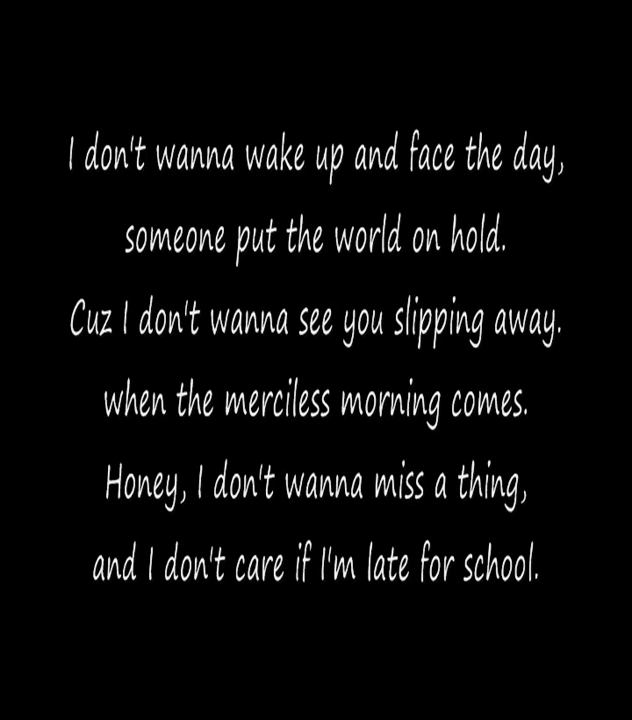 I don't wanna wake up and face the day,
someone put the world on hold.
Cuz I don't wanna see you slipping away.
when the merciless morning comes.
Honey, I don't wanna miss a thing,
and I don't care if I'm late for school.